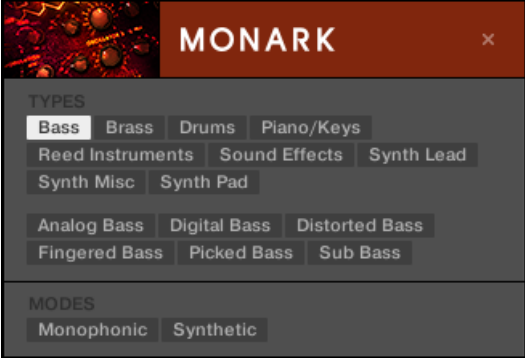 MONARK ×
TYPES
Bass Brass Drums Piano/Keys
Reed Instruments Sound Effects Synth Lead
Synth Misc Synth Pad
Analog Bass Digital Bass Distorted Bass
Fingered Bass Picked Bass Sub Bass
MODES
Monophonic Synthetic